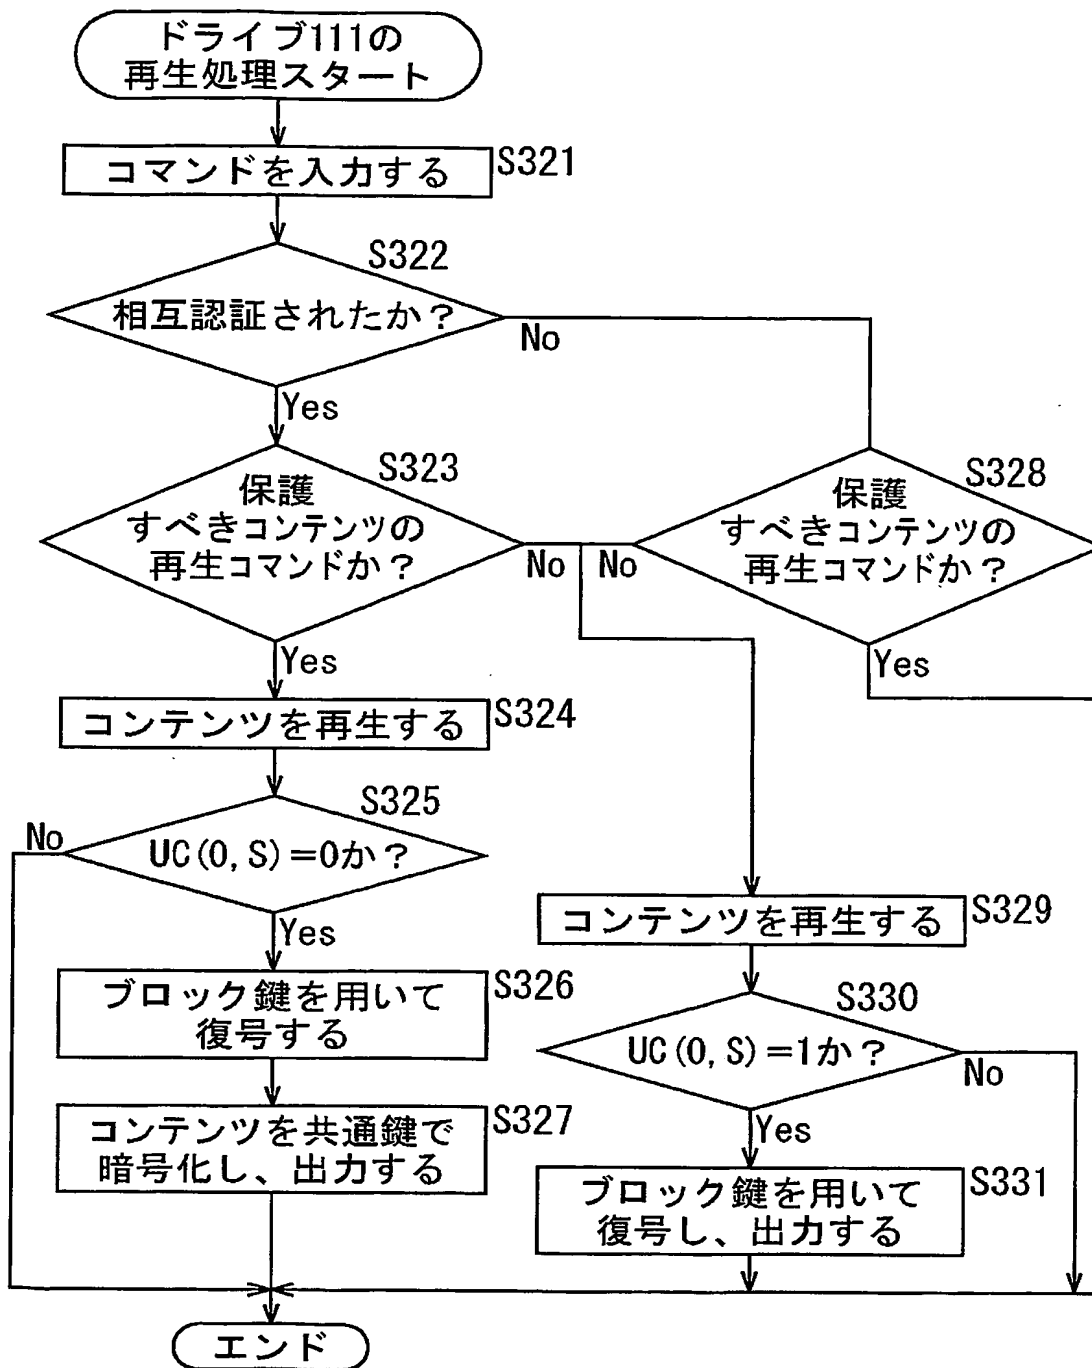 ドライブ111の
再生処理スタート
コマンドを入力する
S321
S322
相互認証されたか？
No
Yes
S323
保護
すべきコンテンツの
再生コマンドか？
No
Yes
S328
保護
すべきコンテンツの
再生コマンドか？
No
Yes
コンテンツを再生する
S324
S325
UC(0,S)=0か？
No
Yes
ブロック鍵を用いて
復号する
S326
コンテンツを共通鍵で
暗号化し、出力する
S327
コンテンツを再生する
S329
S330
UC(0,S)=1か？
No
Yes
ブロック鍵を用いて
復号し、出力する
S331
エンド